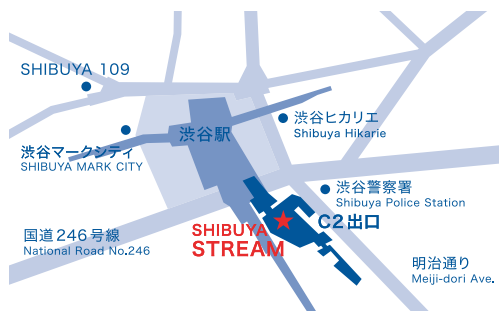 SHIBUYA 109
渋谷ヒカリエ
Shibuya Hikarie
渋谷駅
渋谷マークシティ
SHIBUYA MARK CITY
渋谷警察署
Shibuya Police Station
C2出口
SHIBUYA
STREAM
国道246号線
National Road No.246
明治通り
Meiji-dori Ave.